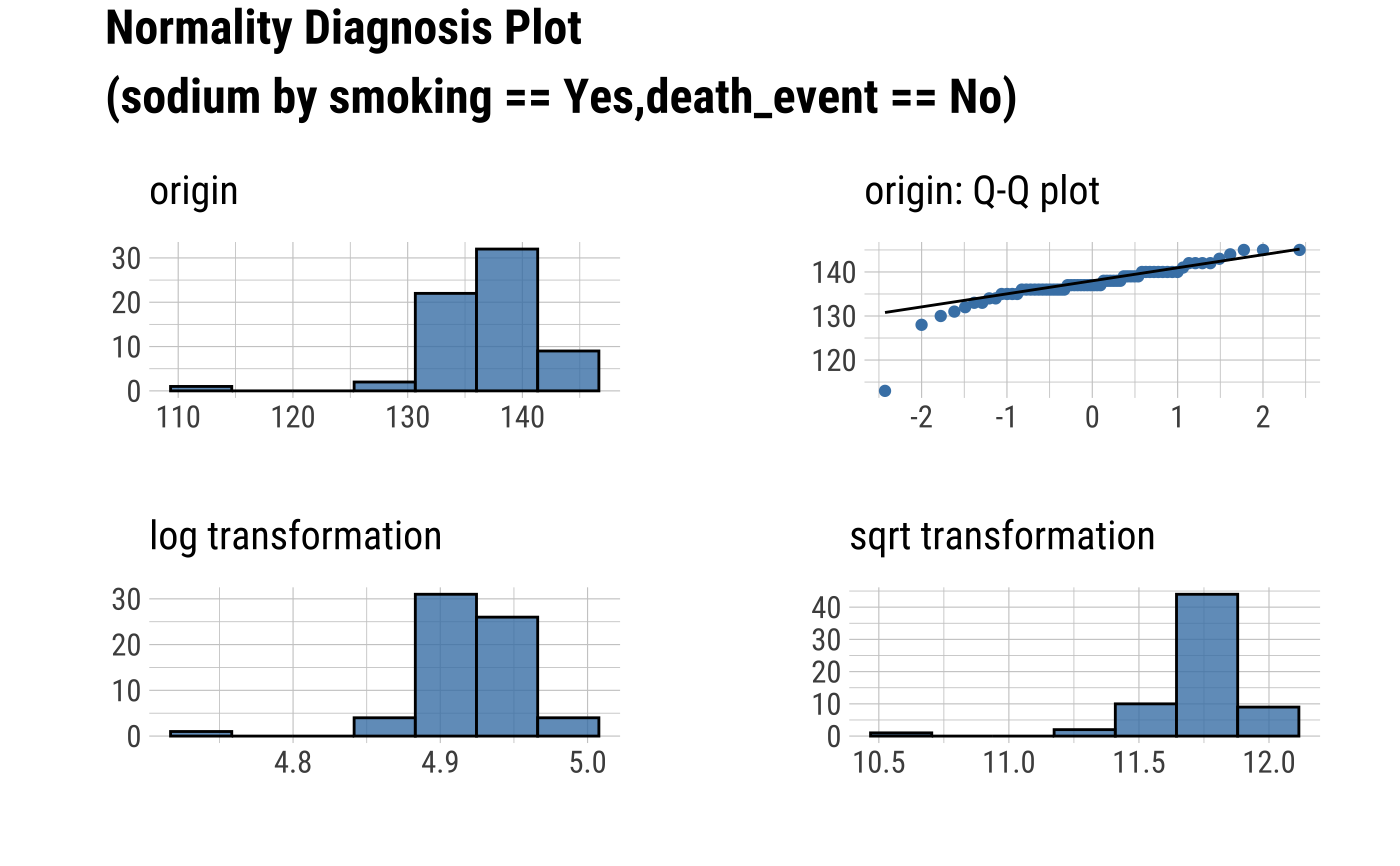 Normality Diagnosis Plot
(sodium by smoking == Yes,death_event == No)
origin
30
20
10
0
110 120 130 140
origin: Q-Q plot
140
130
120
-2 -1 0 1 2
log transformation
30
20
10
0
4.8 4.9 5.0
sqrt transformation
40
30
20
10
0
10.5 11.0 11.5 12.0